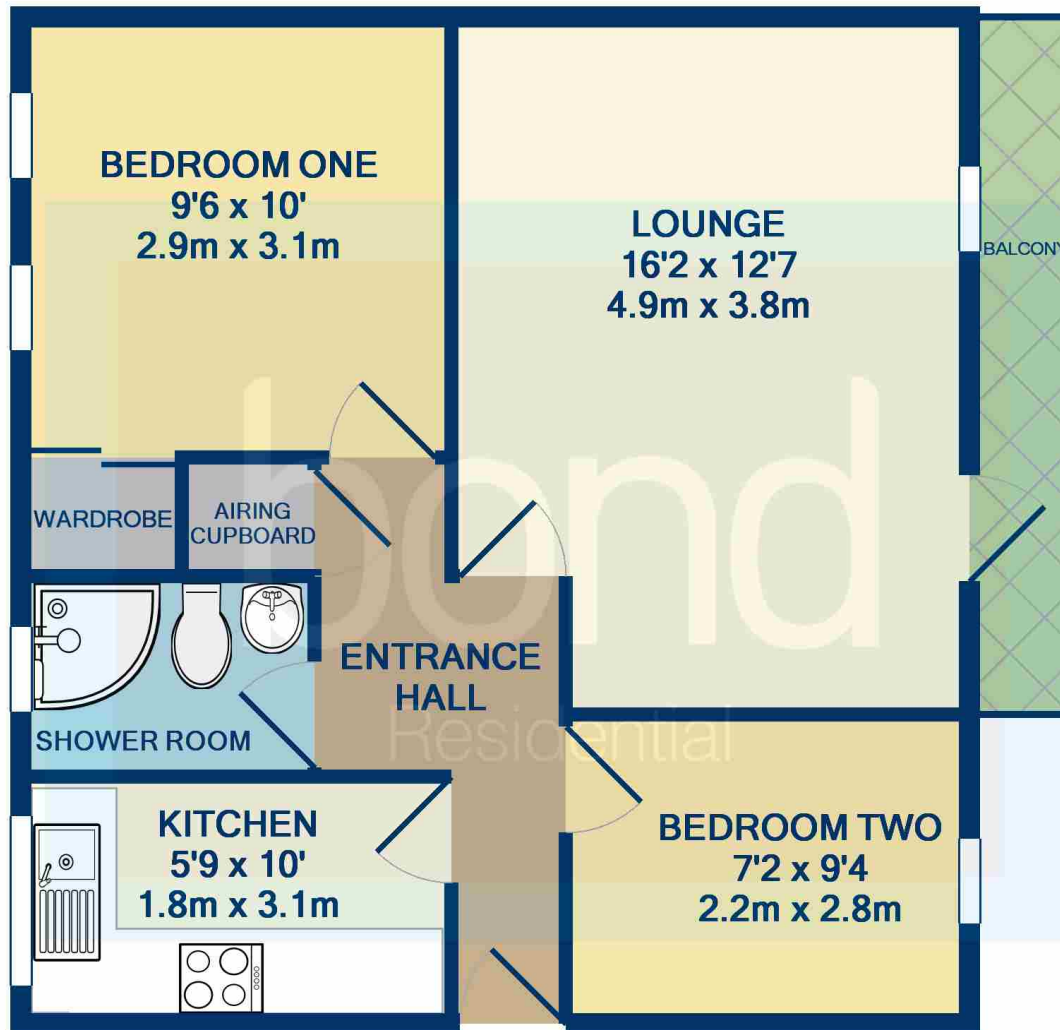 BEDROOM ONE
9'6 x 10'
2.9m x 3.1m
LOUNGE
16'2 x 12'7
4.9m x 3.8m
BALCONY
WARDROBE
AIRING
CUPBOARD
bond
Residential
ENTRANCE
HALL
SHOWER ROOM
KITCHEN
5'9 x 10'
1.8m x 3.1m
BEDROOM TWO
7'2 x 9'4
2.2m x 2.8m